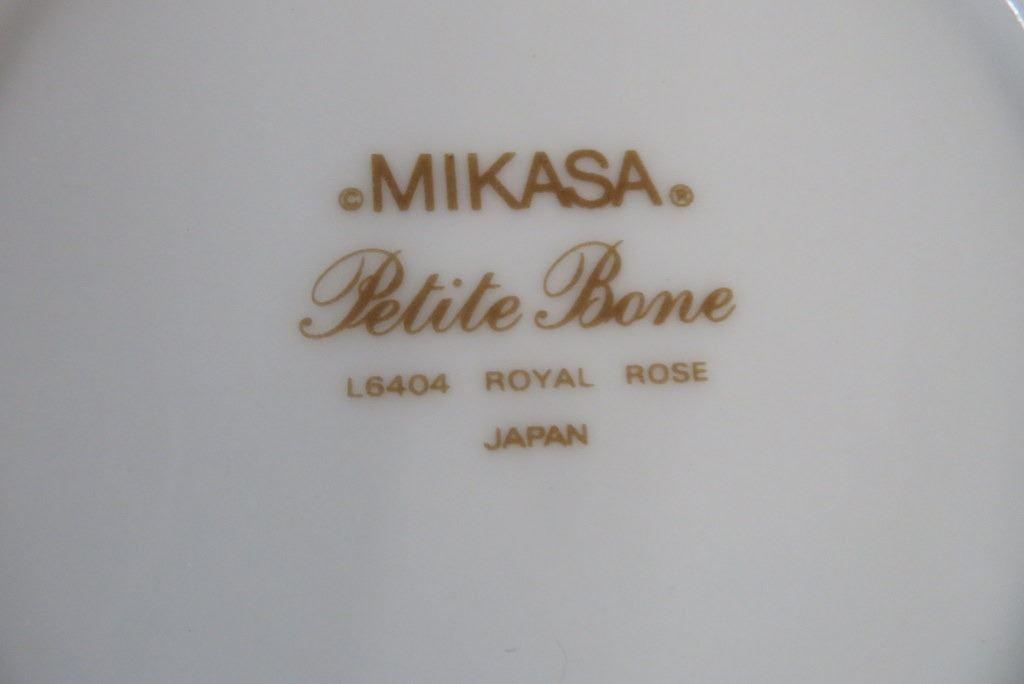 © MIKASA ®
Petite Bone
L6404 ROYAL ROSE
JAPAN